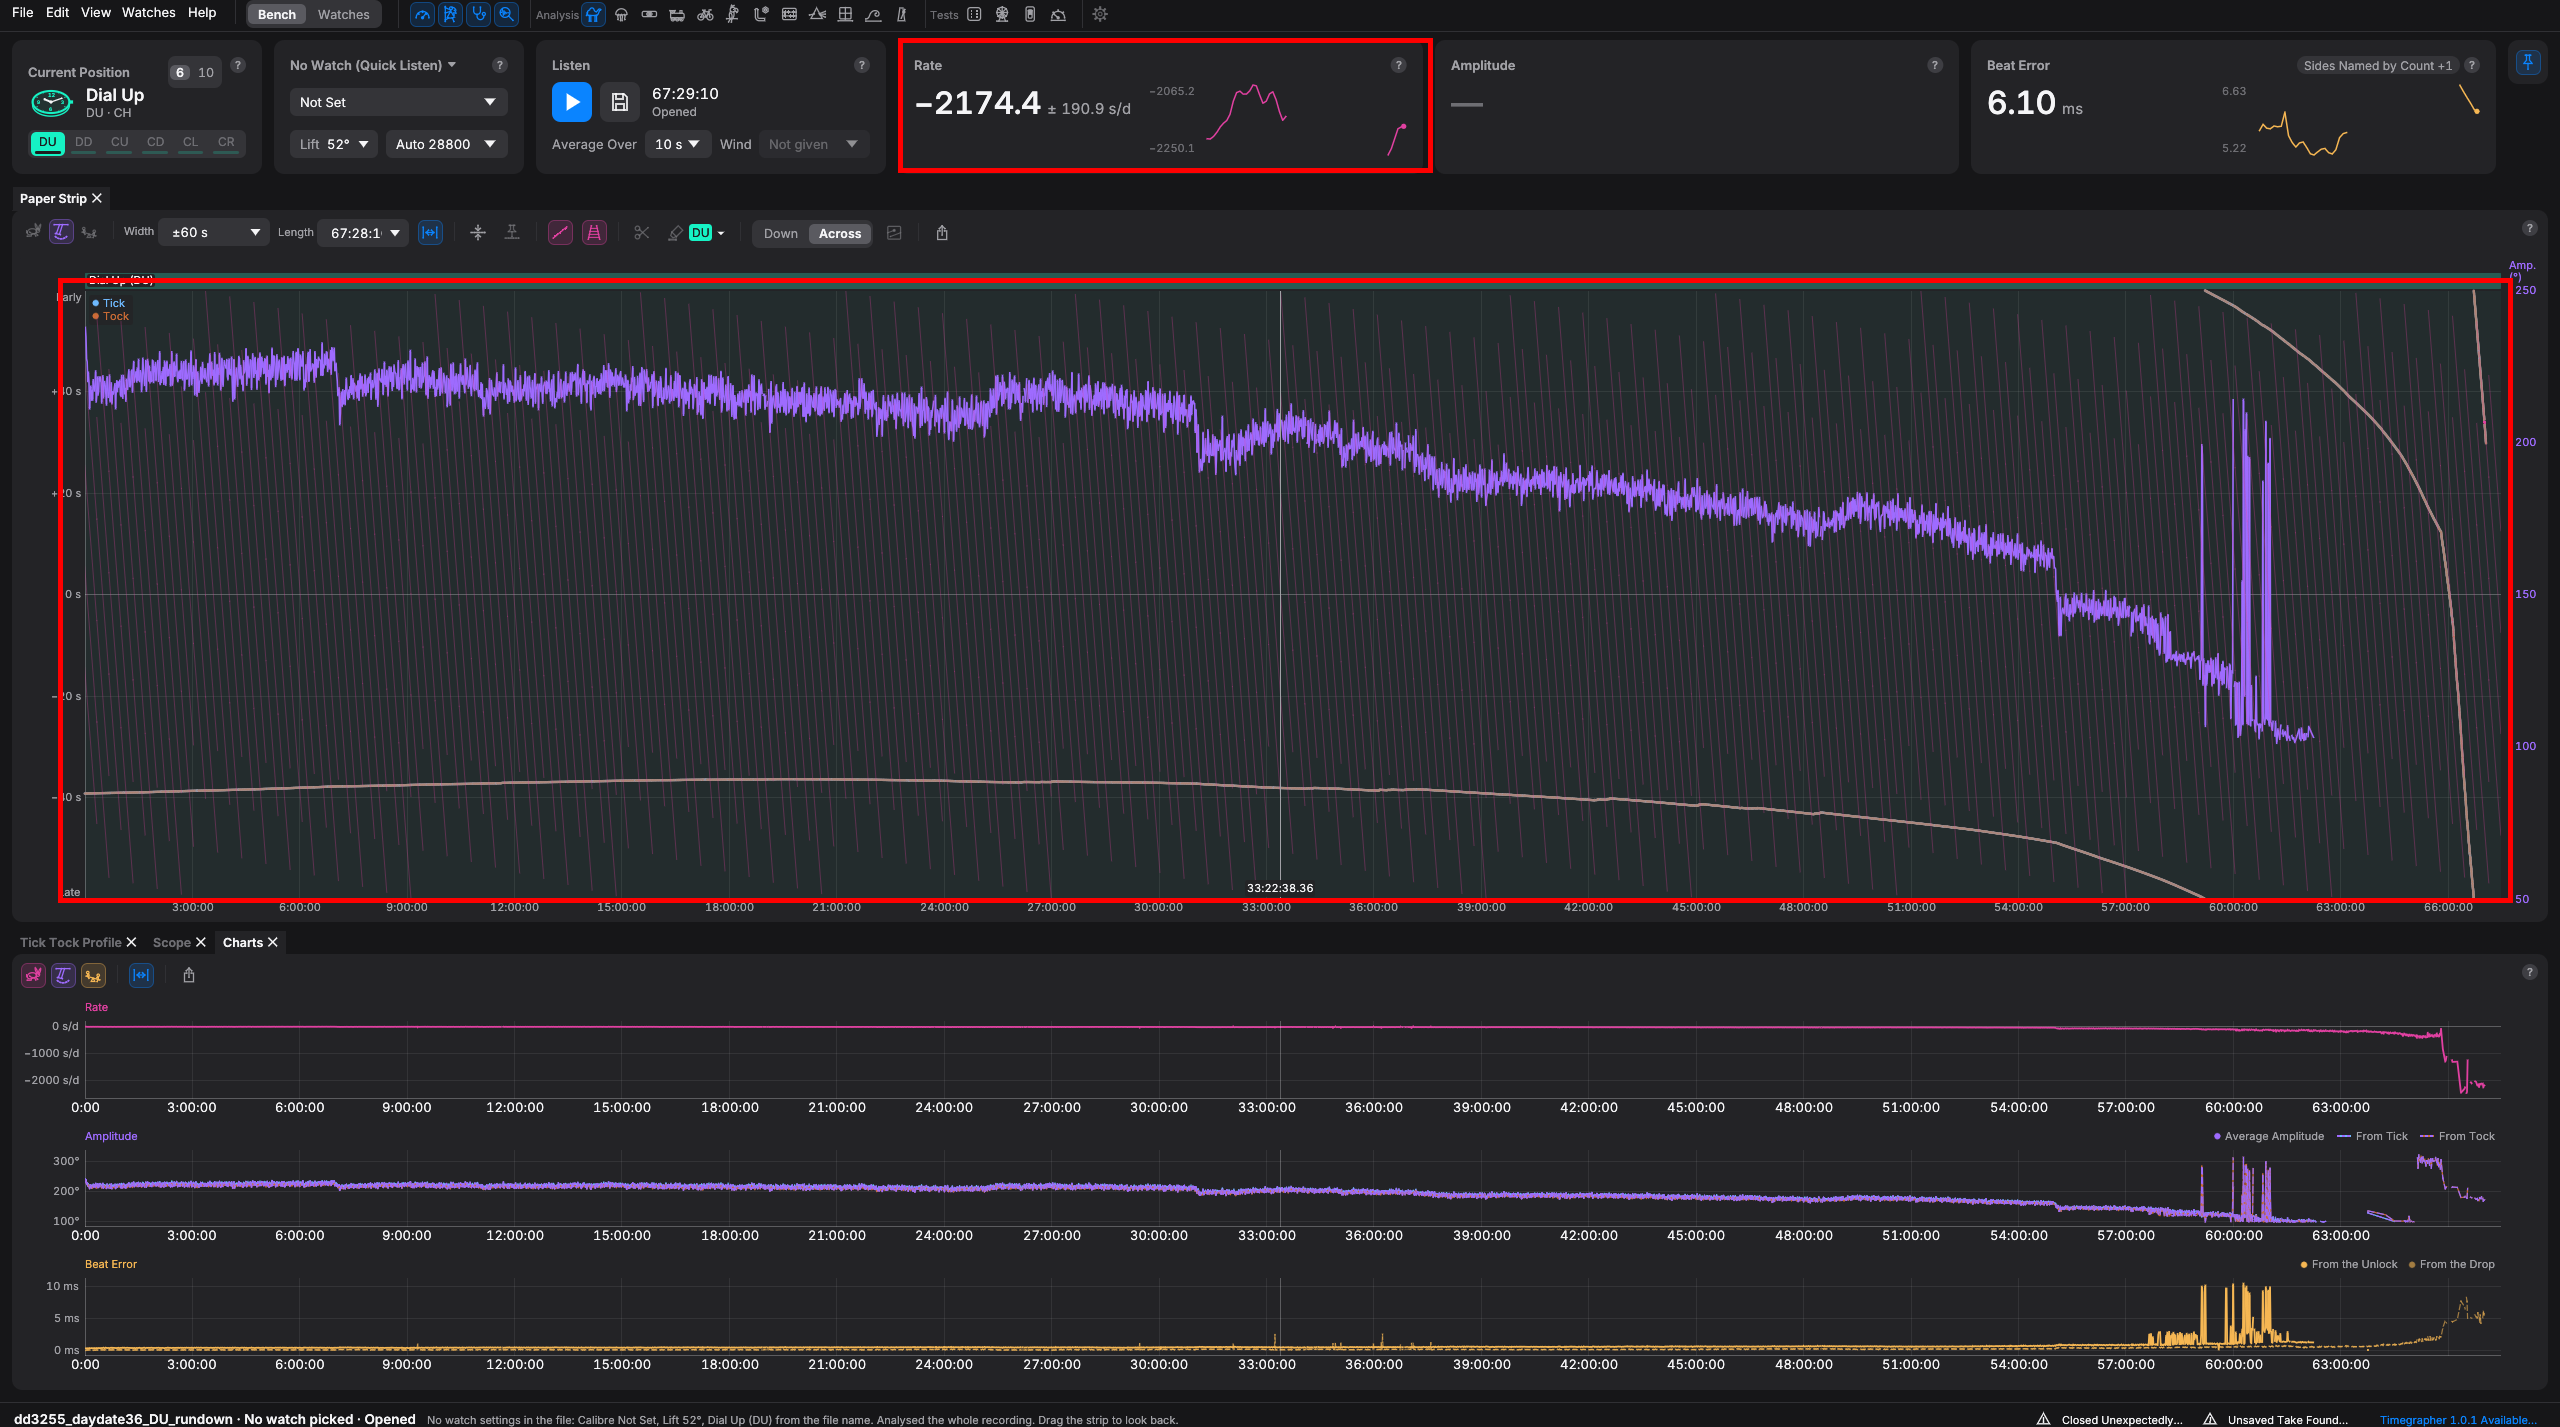 File Edit View Watches Help Bench Watches Analysis Tests
Current Position 6 10 ?
Dial Up
DU · CH
DU DD CU CD CL CR
No Watch (Quick Listen) ?
Not Set
Lift 52° Auto 28800
Listen ?
67:29:10
Opened
Average Over 10 s Wind Not given
Rate ?
−2174.4 ± 190.9 s/d
−2065.2
−2250.1
Amplitude ?
—
Beat Error Sides Named by Count +1 ?
6.10 ms
6.63
5.22
Paper Strip
Width ±60 s Length 67:28:1 DU Down Across ?
Dial Up (DU)
Amp.
(°)
Tick
Tock
+20 s
0 s
−20 s
250
200
150
100
50
33:22:38.36
3:00:00 6:00:00 9:00:00 12:00:00 15:00:00 18:00:00 21:00:00 24:00:00 27:00:00 30:00:00 33:00:00 36:00:00 39:00:00 42:00:00 45:00:00 48:00:00 51:00:00 54:00:00 57:00:00 60:00:00 63:00:00 66:00:00
Tick Tock Profile Scope Charts
?
Rate
0 s/d
−1000 s/d
−2000 s/d
0:00 3:00:00 6:00:00 9:00:00 12:00:00 15:00:00 18:00:00 21:00:00 24:00:00 27:00:00 30:00:00 33:00:00 36:00:00 39:00:00 42:00:00 45:00:00 48:00:00 51:00:00 54:00:00 57:00:00 60:00:00 63:00:00
Amplitude Average Amplitude From Tick From Tock
300°
200°
100°
0:00 3:00:00 6:00:00 9:00:00 12:00:00 15:00:00 18:00:00 21:00:00 24:00:00 27:00:00 30:00:00 33:00:00 36:00:00 39:00:00 42:00:00 45:00:00 48:00:00 51:00:00 54:00:00 57:00:00 60:00:00 63:00:00
Beat Error From the Unlock From the Drop
10 ms
5 ms
0 ms
0:00 3:00:00 6:00:00 9:00:00 12:00:00 15:00:00 18:00:00 21:00:00 24:00:00 27:00:00 30:00:00 33:00:00 36:00:00 39:00:00 42:00:00 45:00:00 48:00:00 51:00:00 54:00:00 57:00:00 60:00:00 63:00:00
dd3255_daydate36_DU_rundown · No watch picked · Opened No watch settings in the file: Calibre Not Set, Lift 52°, Dial Up (DU) from the file name. Analysed the whole recording. Drag the strip to look back. Closed Unexpectedly... Unsaved Take Found... Timegrapher 1.0.1 Available...